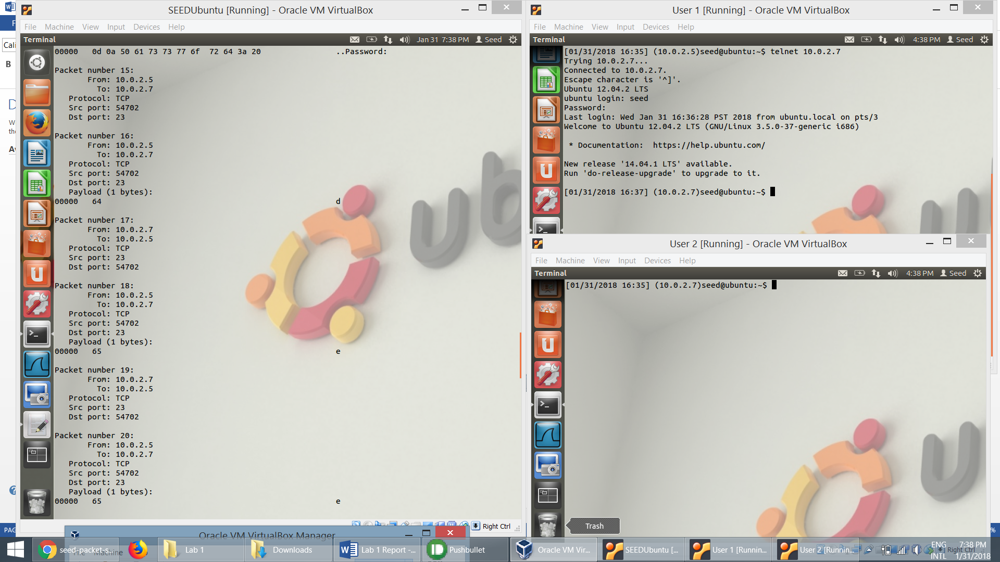 SEEDUbuntu [Running] - Oracle VM VirtualBox
File Machine View Input Devices Help
Terminal
Jan 31 7:38 PM Seed
00000 0d 0a 50 61 73 73 77 6f 72 64 3a 20 ..Password:
Packet number 15:
From: 10.0.2.5
To: 10.0.2.7
Protocol: TCP
Src port: 54702
Dst port: 23
Packet number 16:
From: 10.0.2.5
To: 10.0.2.7
Protocol: TCP
Src port: 54702
Dst port: 23
Payload (1 bytes):
00000 64 d
Packet number 17:
From: 10.0.2.7
To: 10.0.2.5
Protocol: TCP
Src port: 23
Dst port: 54702
Packet number 18:
From: 10.0.2.5
To: 10.0.2.7
Protocol: TCP
Src port: 54702
Dst port: 23
Payload (1 bytes):
00000 65 e
Packet number 19:
From: 10.0.2.7
To: 10.0.2.5
Protocol: TCP
Src port: 23
Dst port: 54702
Packet number 20:
From: 10.0.2.5
To: 10.0.2.7
Protocol: TCP
Src port: 54702
Dst port: 23
Payload (1 bytes):
00000 65 e
Right Ctrl
User 1 [Running] - Oracle VM VirtualBox
File Machine View Input Devices Help
Terminal
4:38 PM Seed
[01/31/2018 16:35] (10.0.2.5)seed@ubuntu:~$ telnet 10.0.2.7
Trying 10.0.2.7...
Connected to 10.0.2.7.
Escape character is '^]'.
Ubuntu 12.04.2 LTS
ubuntu login: seed
Password:
Last login: Wed Jan 31 16:36:28 PST 2018 from ubuntu.local on pts/3
Welcome to Ubuntu 12.04.2 LTS (GNU/Linux 3.5.0-37-generic i686)
* Documentation: https://help.ubuntu.com/
New release '14.04.1 LTS' available.
Run 'do-release-upgrade' to upgrade to it.
[01/31/2018 16:37] (10.0.2.7)seed@ubuntu:~$
User 2 [Running] - Oracle VM VirtualBox
File Machine View Input Devices Help
Terminal
4:38 PM Seed
[01/31/2018 16:35] (10.0.2.7)seed@ubuntu:~$
Trash
Oracle VM VirtualBox Manager
File Machine
seed-packet-s...
Lab 1
Downloads
Lab 1 Report -...
Pushbullet
Oracle VM Vir...
SEEDUbuntu [...
User 1 [Runnin...
User 2 [Runnin...
Right Ctrl
ENG
INTL
7:38 PM
1/31/2018